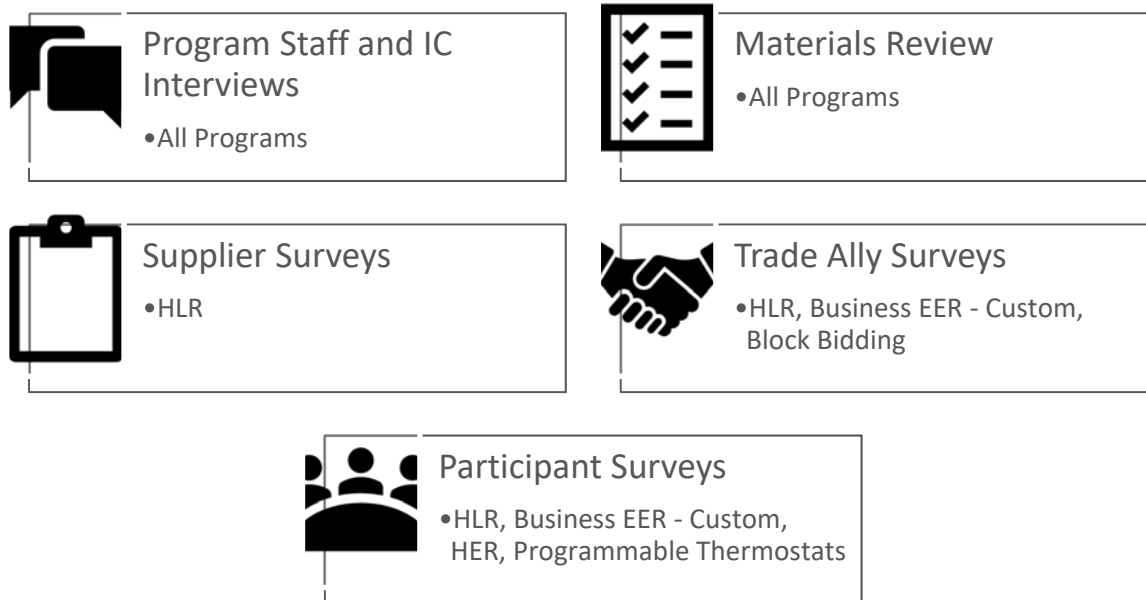 Program Staff and IC
Interviews
•All Programs
Materials Review
•All Programs
Supplier Surveys
•HLR
Trade Ally Surveys
•HLR, Business EER - Custom,
Block Bidding
Participant Surveys
•HLR, Business EER - Custom,
HER, Programmable Thermostats